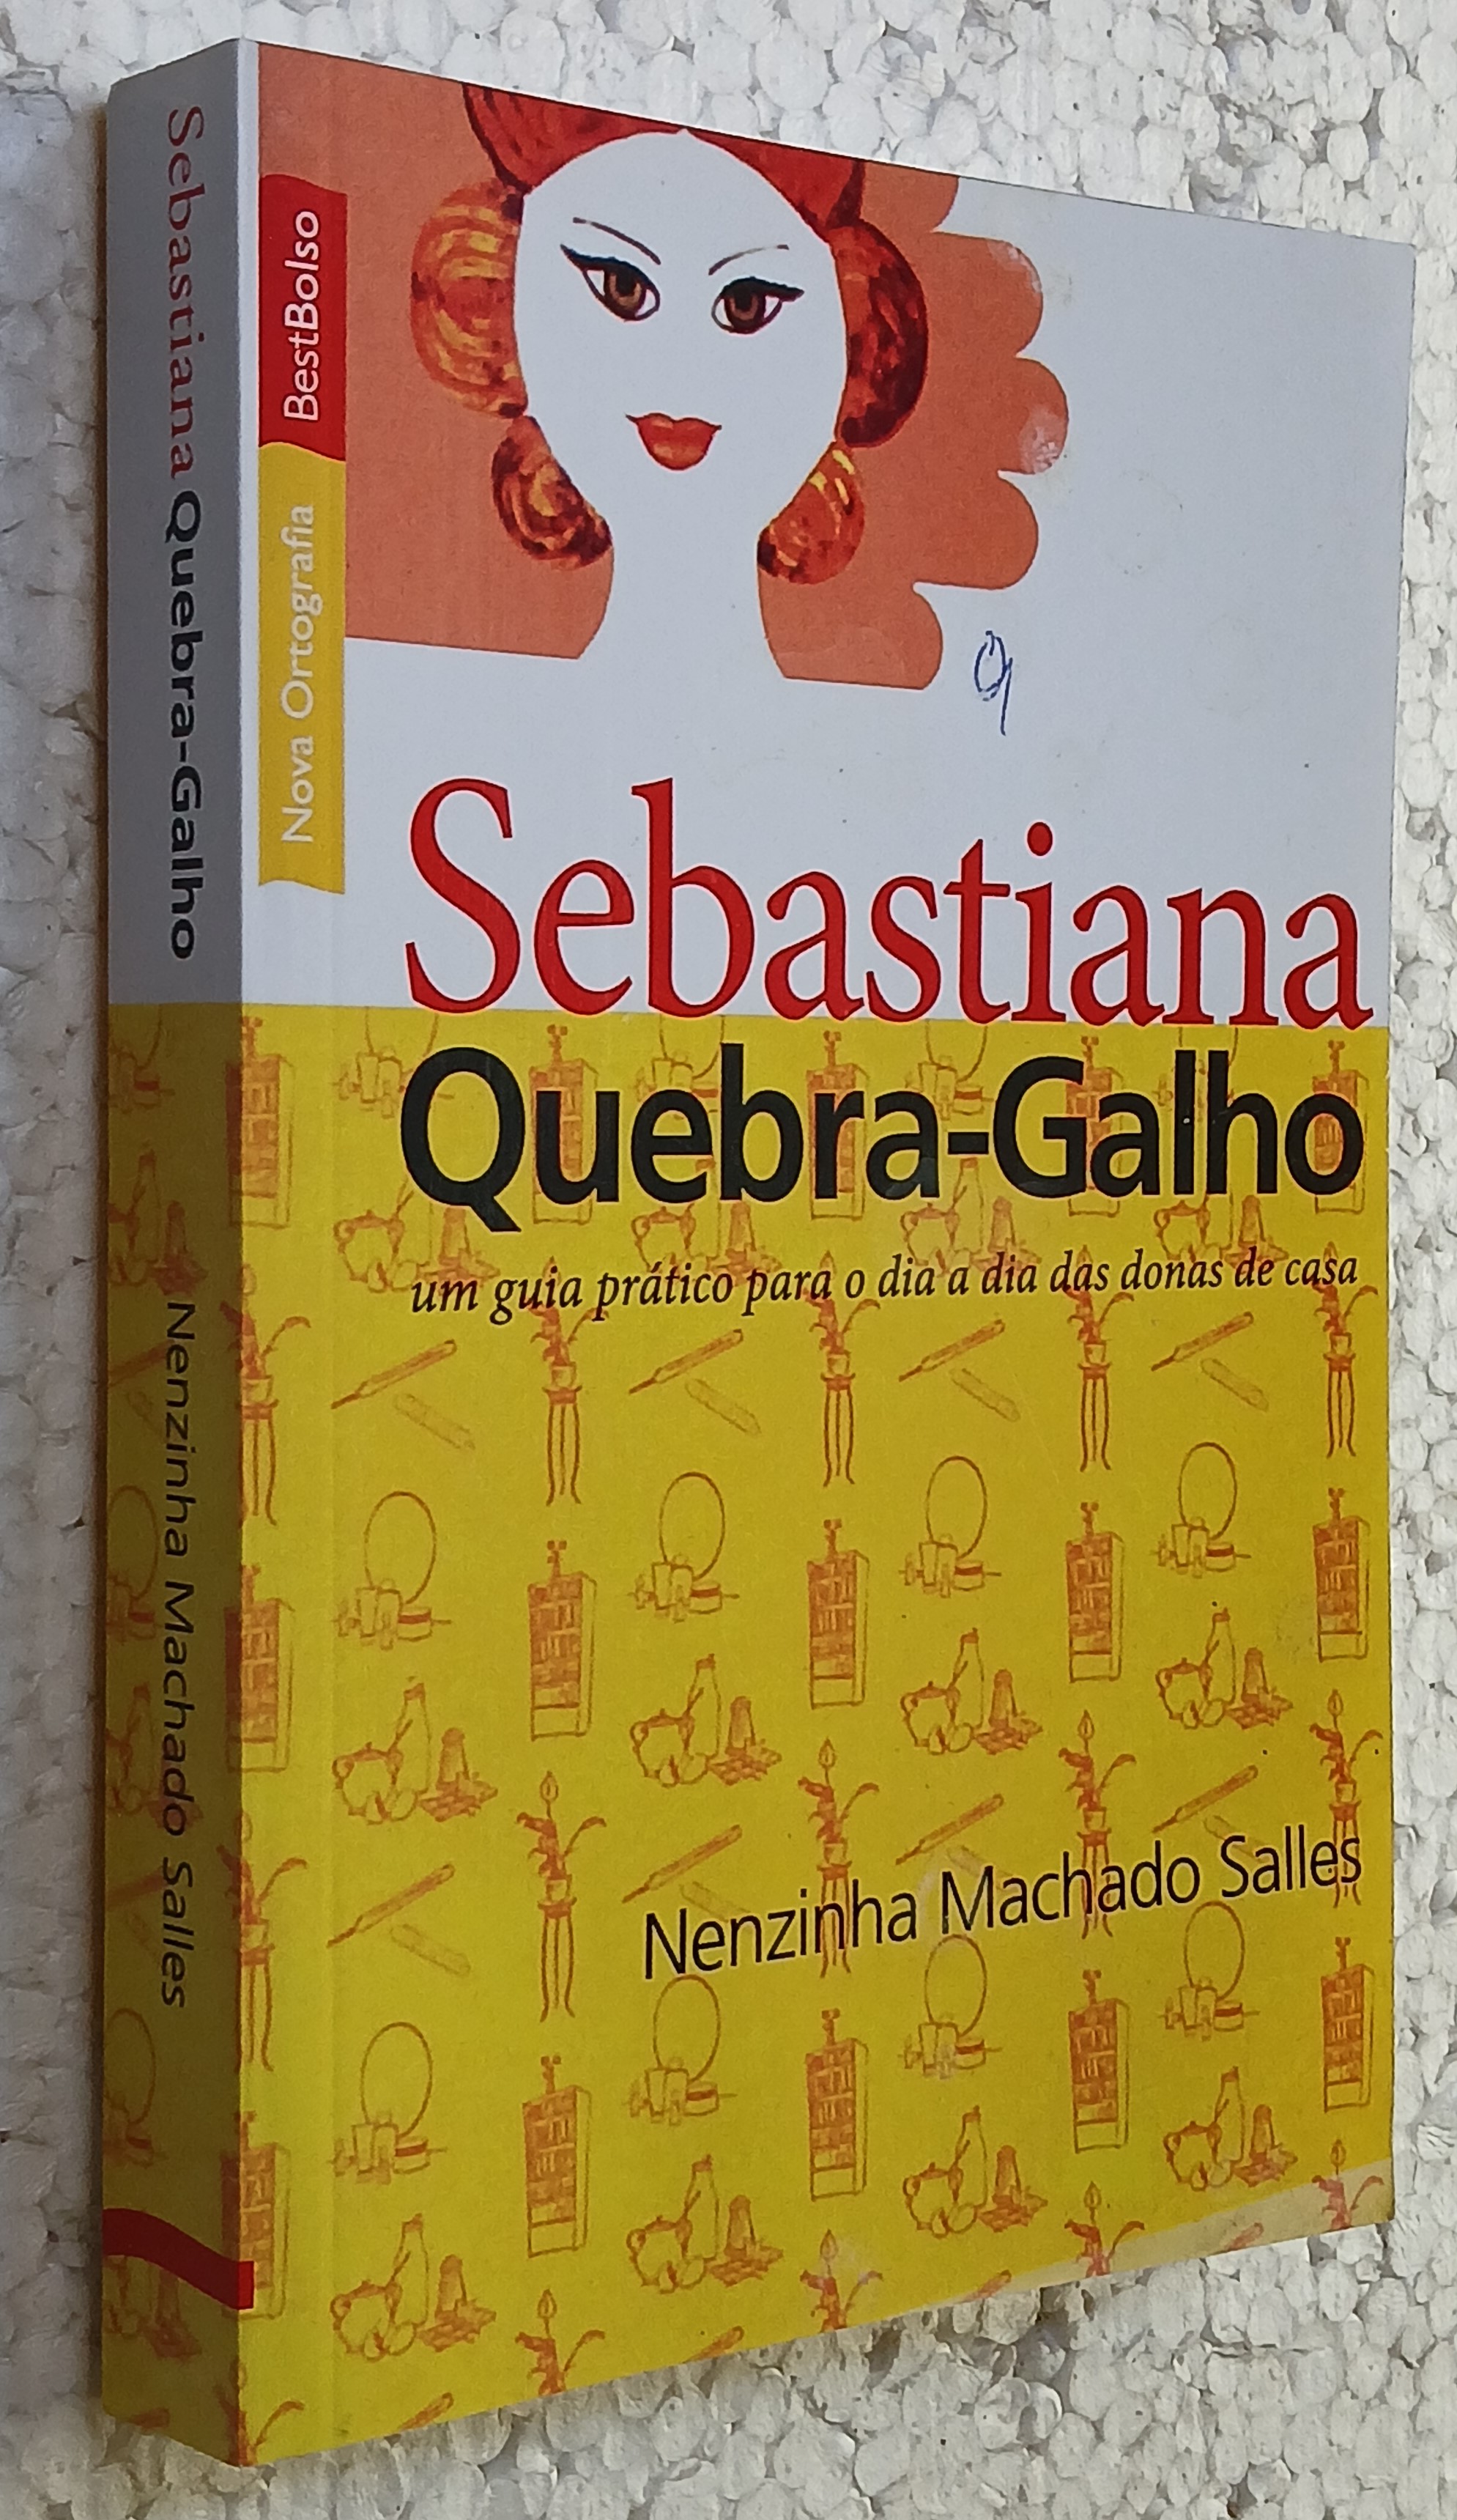 Sebastiana Quebra-Galho
Nenzinha Machado Salles
BestBolso
Nova Ortografia
Sebastiana
Quebra-Galho
um guia prático para o dia a dia das donas de casa
Nenzinha Machado Salles